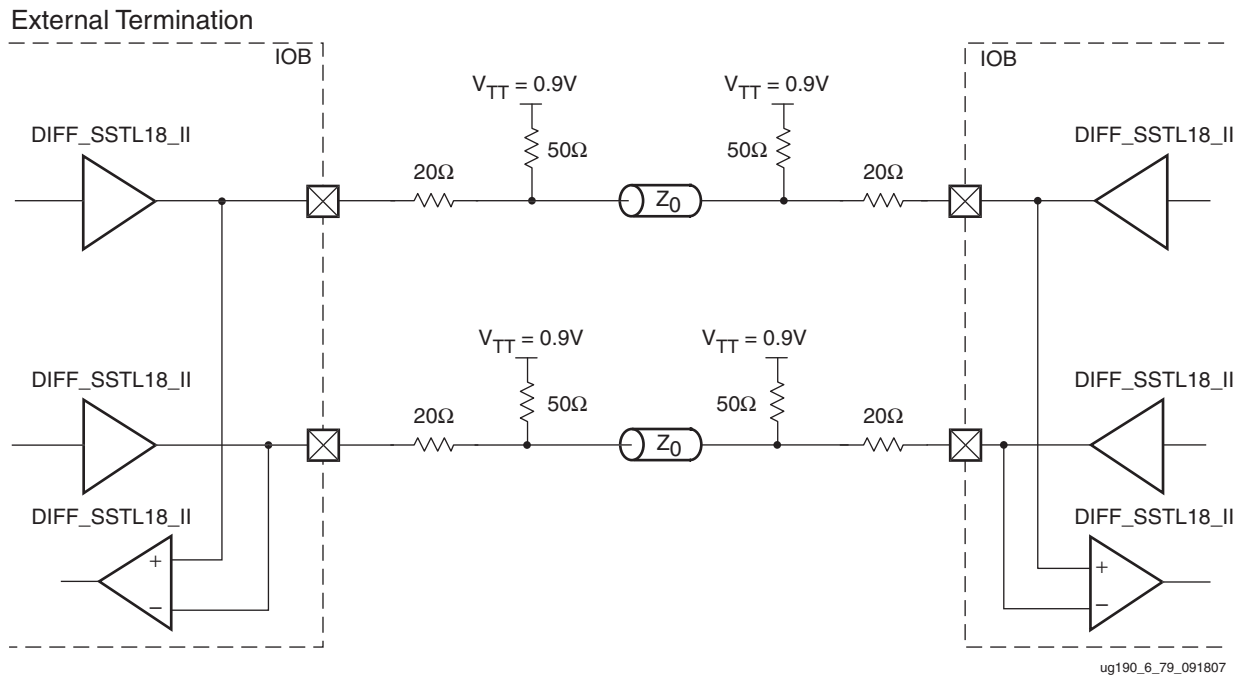 External Termination
IOB
IOB
V_TT = 0.9V
V_TT = 0.9V
DIFF_SSTL18_II
DIFF_SSTL18_II
50Ω
50Ω
20Ω
20Ω
Z_0
V_TT = 0.9V
V_TT = 0.9V
DIFF_SSTL18_II
DIFF_SSTL18_II
50Ω
50Ω
20Ω
20Ω
Z_0
DIFF_SSTL18_II
DIFF_SSTL18_II
+
+
−
−
ug190_6_79_091807